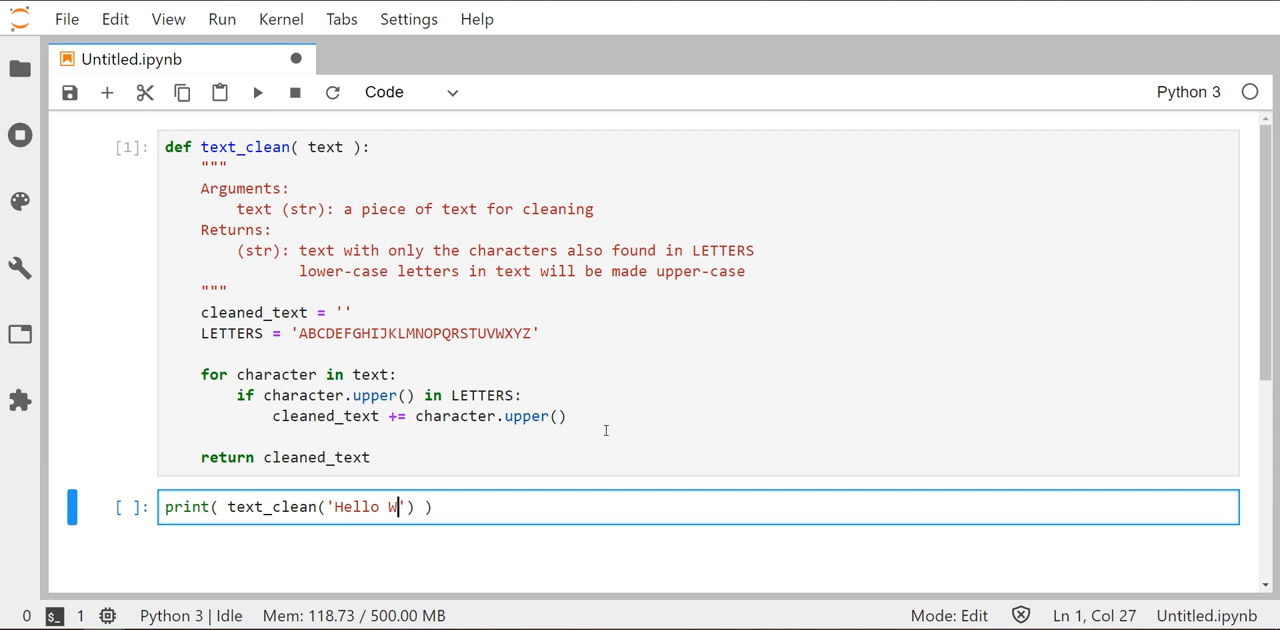 File Edit View Run Kernel Tabs Settings Help
Untitled.ipynb
Code Python 3
[1]: def text_clean( text ):
"""
Arguments:
text (str): a piece of text for cleaning
Returns:
(str): text with only the characters also found in LETTERS
lower-case letters in text will be made upper-case
"""
cleaned_text = ''
LETTERS = 'ABCDEFGHIJKLMNOPQRSTUVWXYZ'
for character in text:
if character.upper() in LETTERS:
cleaned_text += character.upper()
return cleaned_text
[ ]: print( text_clean('Hello W') )
0 $_ 1 Python 3 | Idle Mem: 118.73 / 500.00 MB Mode: Edit Ln 1, Col 27 Untitled.ipynb